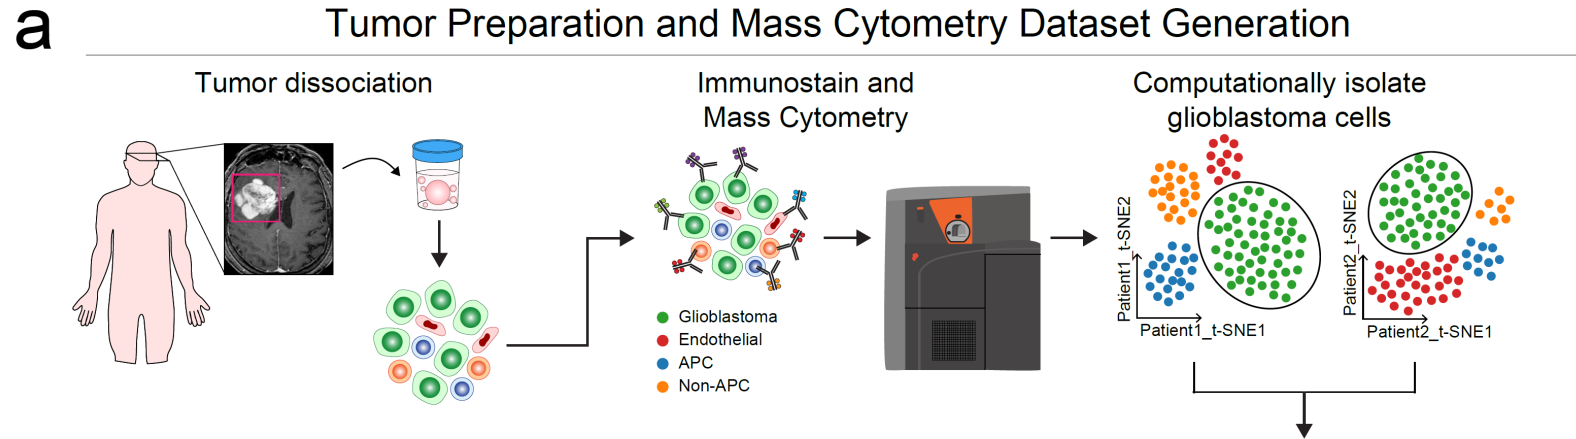 a
Tumor Preparation and Mass Cytometry Dataset Generation
Tumor dissociation
Immunostain and
Mass Cytometry
Computationally isolate
glioblastoma cells
Glioblastoma
Endothelial
APC
Non-APC
Patient1_t-SNE2
Patient1_t-SNE1
Patient2_t-SNE2
Patient2_t-SNE1